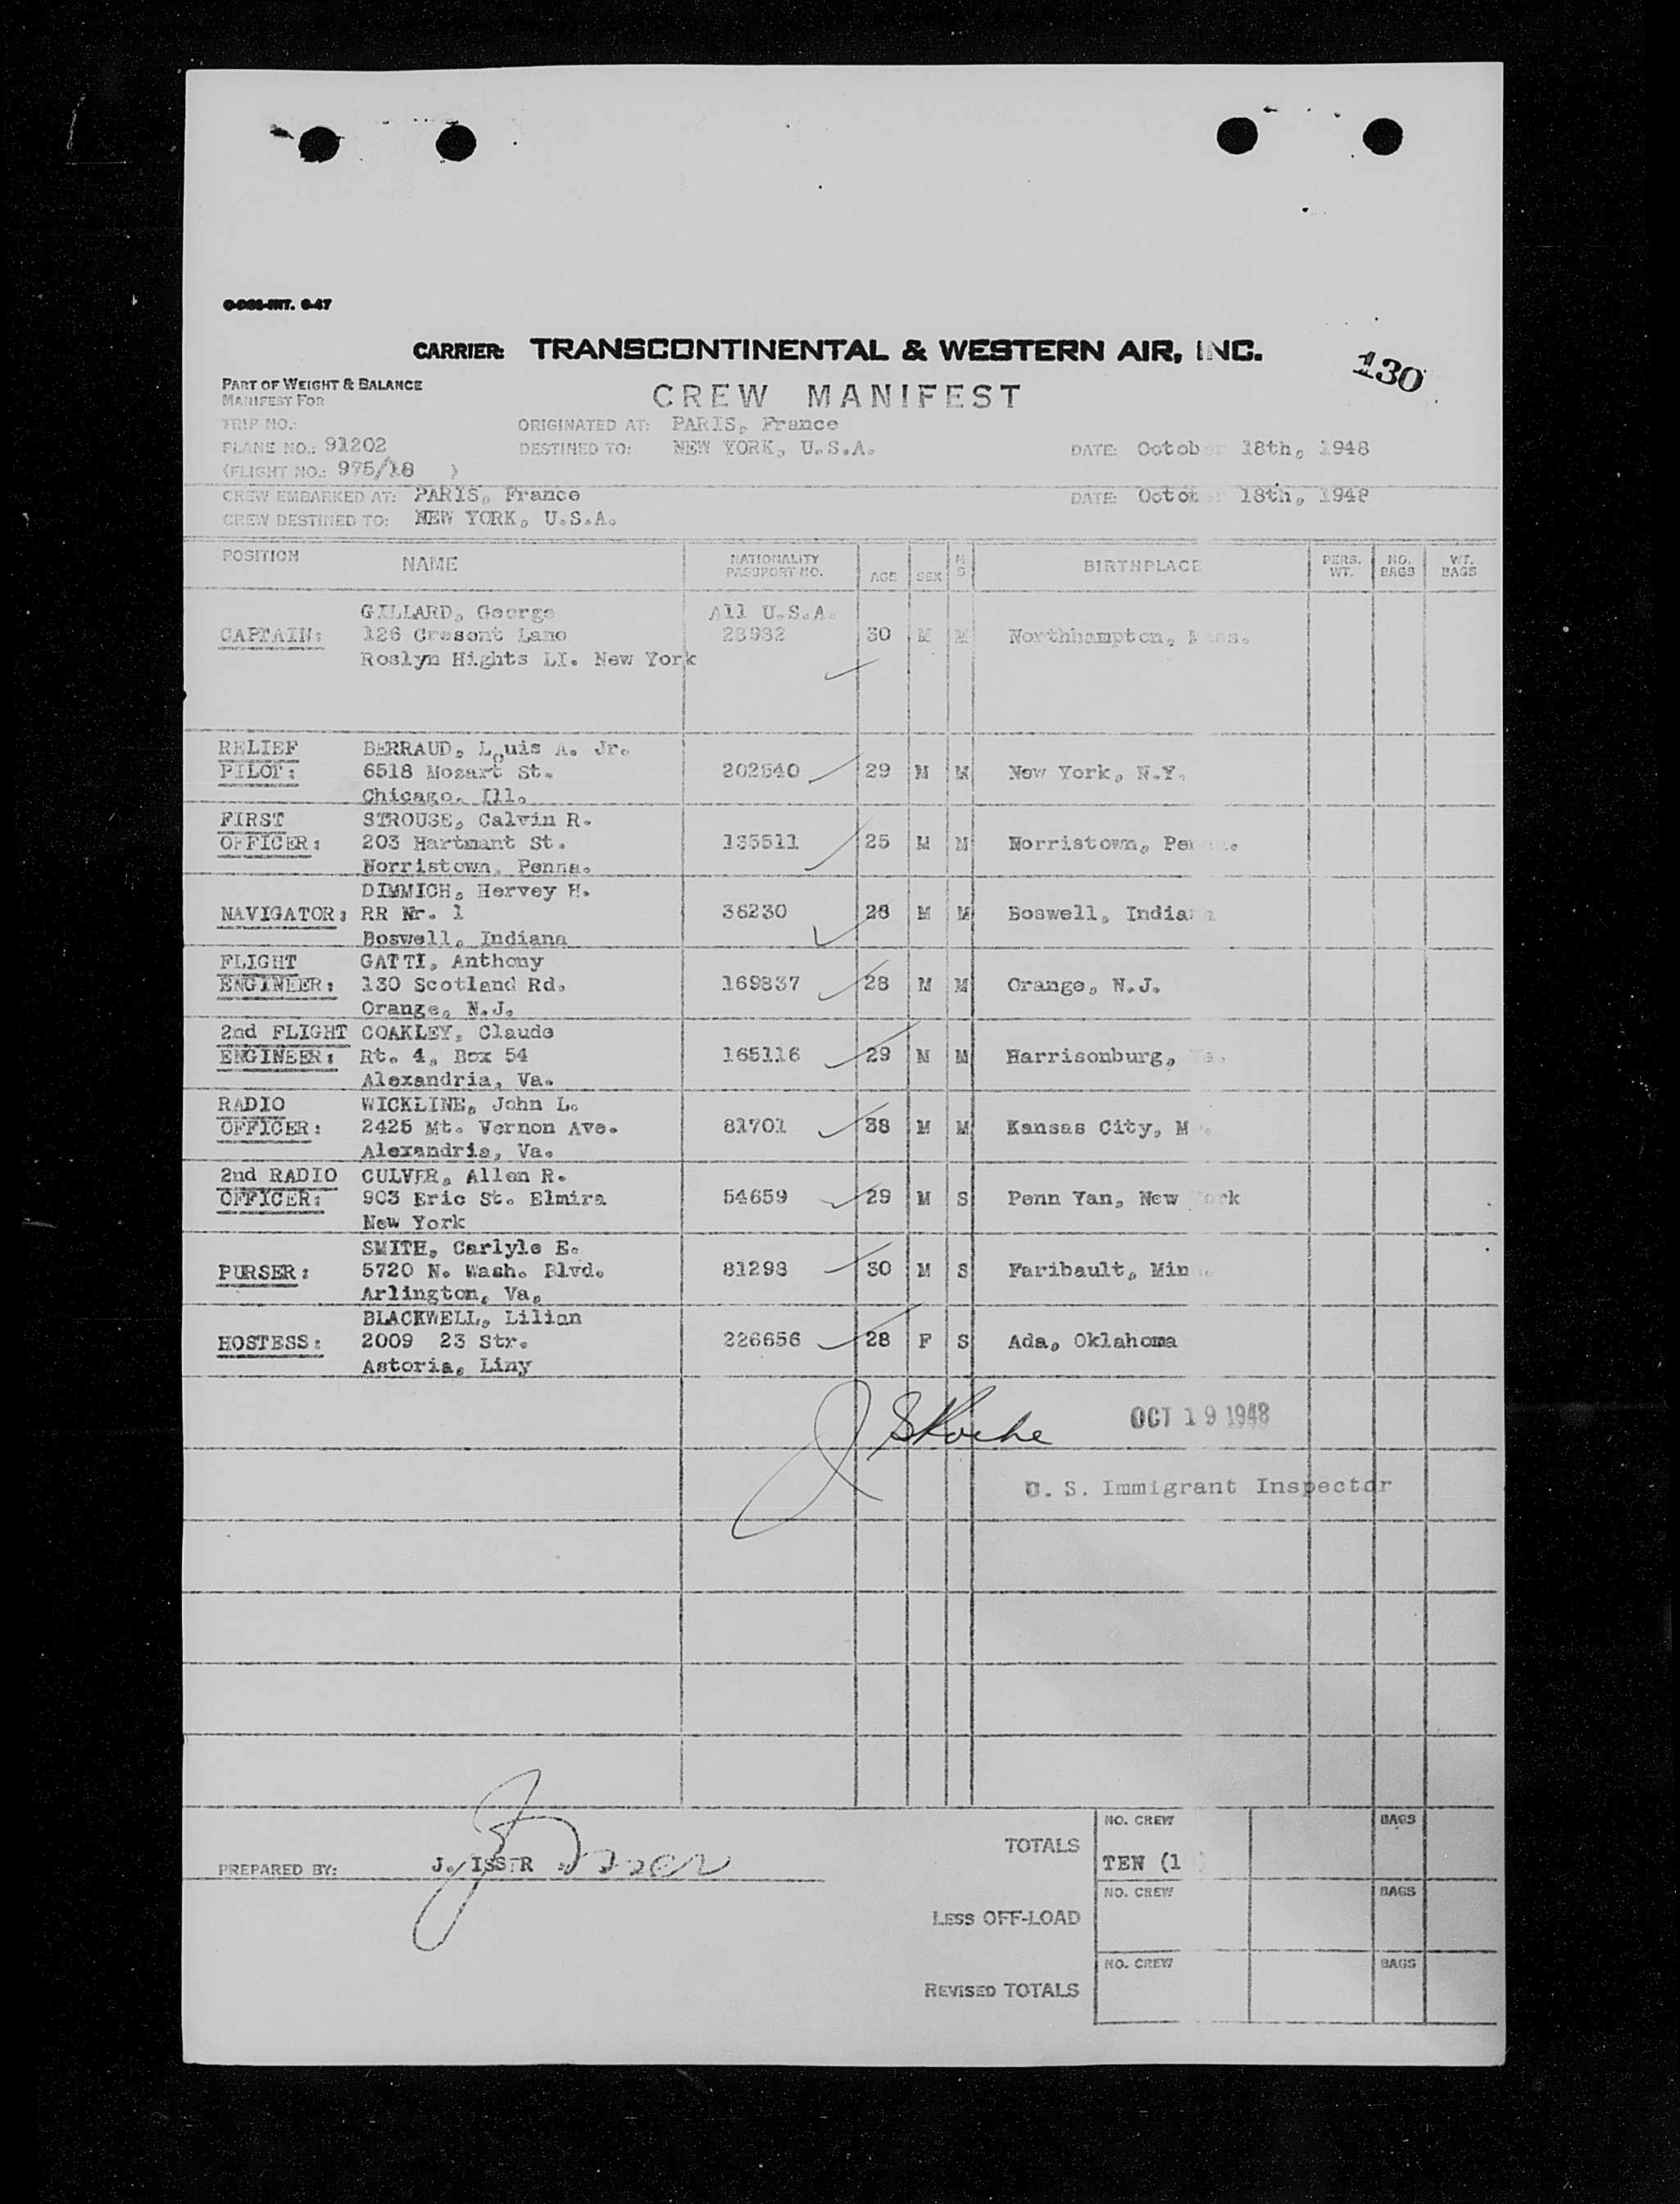 CARRIER: TRANSCONTINENTAL & WESTERN AIR, INC.
130
PART OF WEIGHT & BALANCE
MANIFEST FOR
CREW MANIFEST
TRIP NO.:
ORIGINATED AT: PARIS, France
PLANE NO.: 91202 DESTINED TO: NEW YORK, U.S.A. DATE: October 18th, 1948
(FLIGHT NO.: 975/18 )
CREW EMBARKED AT: PARIS, France DATE: October 18th, 1948
CREW DESTINED TO: NEW YORK, U.S.A.
POSITION NAME NATIONALITY PASSPORT NO. AGE SEX M S BIRTHPLACE PERS. WT. NO. BAGS WT. BAGS
GILLARD, George All U.S.A.
CAPTAIN: 126 Cresent Lane 28982 30 M M Northhampton, Mass.
Roslyn Hights LI. New York
RELIEF BERRAUD, Louis A. Jr.
PILOT: 6518 Mozart St. 202540 29 M M New York, N.Y.
Chicago, Ill.
FIRST STROUSE, Calvin R.
OFFICER: 203 Hartmant St. 135511 25 M M Norristown, Penna.
Norristown, Penna.
DIMMICH, Hervey H.
NAVIGATOR: RR Nr. 1 36230 28 M M Boswell, Indiana
Boswell, Indiana
FLIGHT GATTI, Anthony
ENGINEER: 130 Scotland Rd. 169837 28 M M Orange, N.J.
Orange, N.J.
2nd FLIGHT COAKLEY, Claude
ENGINEER: Rt. 4, Box 54 165116 29 M M Harrisonburg, Va.
Alexandria, Va.
RADIO WICKLINE, John L.
OFFICER: 2425 Mt. Vernon Ave. 81701 38 M M Kansas City, M
Alexandria, Va.
2nd RADIO CULVER, Allen R.
OFFICER: 903 Eric St. Elmira 54659 29 M S Penn Yan, New York
New York
SMITH, Carlyle E.
PURSER: 5720 N. Wash. Blvd. 81298 30 M S Faribault, Minn.
Arlington, Va,
BLACKWELL, Lilian
HOSTESS: 2009 23 Str. 226656 28 F S Ada, Oklahoma
Astoria, Liny
OCT 19 1948
U. S. Immigrant Inspector
TOTALS NO. CREW BAGS
TEN (1
PREPARED BY: J. ISSER
LESS OFF-LOAD NO. CREW BAGS
REVISED TOTALS NO. CREW BAGS